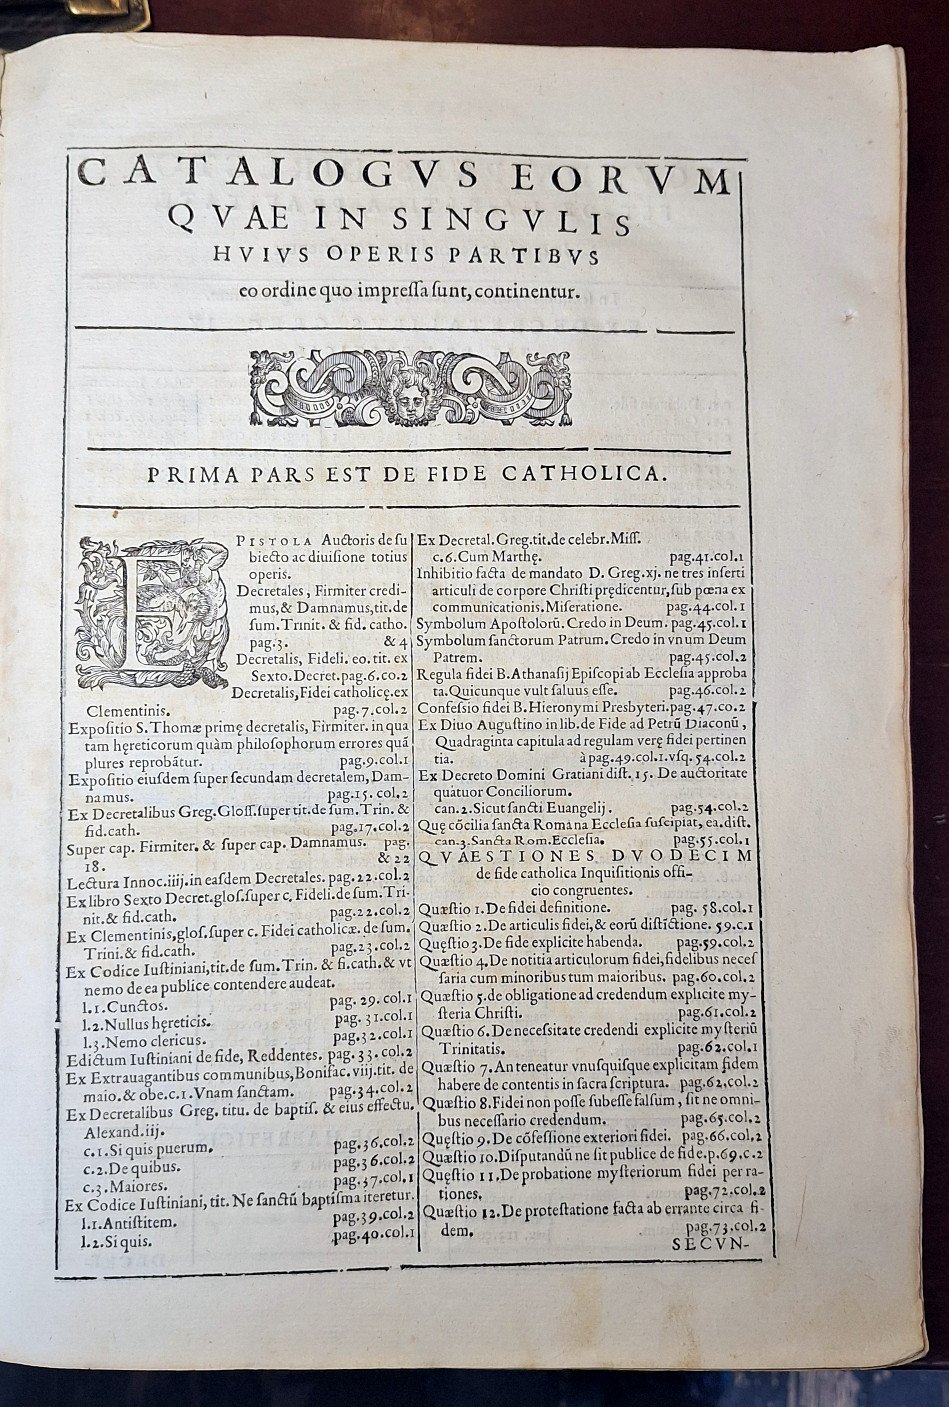 CATALOGVS EORVM
QVAE IN SINGVLIS
HVIVS OPERIS PARTIBVS
eo ordine quo impressa sunt, continentur.
PRIMA PARS EST DE FIDE CATHOLICA.
EPISTOLA Auctoris de su
biecto ac diuisione totius
operis.
Decretales, Firmiter credi-
mus, & Damnamus, tit. de
sum. Trinit. & fid. catho.
pag. 3. & 4
Decretalis, Fideli. eo. tit. ex
Sexto. Decret. pag. 6. co. 2
Decretalis, Fidei catholicę. ex
Clementinis. pag. 7. col. 2
Expositio S. Thomæ primę decretalis, Firmiter. in qua
tam hęreticorum quàm philosophorum errores quã
plures reprobãtur. pag. 9. col. 1
Expositio eiusdem super secundam decretalem, Dam-
namus. pag. 15. col. 2
Ex Decretalibus Greg. Gloss. super tit. de sum. Trin. &
fid. cath. pag. 17. col. 2
Super cap. Firmiter. & super cap. Damnamus. pag.
18. & 22
Lectura Innoc. iiij. in easdem Decretales. pag. 22. col. 2
Ex libro Sexto Decret. glos. super c. Fideli. de sum. Tri-
nit. & fid. cath. pag. 22. col. 2
Ex Clementinis, glos. super c. Fidei catholicæ. de sum.
Trini. & fid. cath. pag. 23. col. 2
Ex Codice Iustiniani, tit. de sum. Trin. & fi. cath. & vt
nemo de ea publice contendere audeat.
l. 1. Cunctos. pag. 29. col. 1
l. 2. Nullus hęreticis. pag. 31. col. 1
l. 3. Nemo clericus. pag. 32. col. 1
Edictum Iustiniani de fide, Reddentes. pag. 33. col. 2
Ex Extrauagantibus communibus, Bonifac. viij. tit. de
maio. & obe. c. 1. Vnam sanctam. pag. 34. col. 2
Ex Decretalibus Greg. titu. de baptis. & eius effectu.
Alexand. iij.
c. 1. Si quis puerum. pag. 36. col. 2
c. 2. De quibus. pag. 36. col. 2
c. 3. Maiores. pag. 37. col. 1
Ex Codice Iustiniani, tit. Ne sanctũ baptisma iteretur.
l. 1. Antistitem. pag. 39. col. 2
l. 2. Si quis. pag. 40. col. 1
Ex Decretal. Greg. tit. de celebr. Miss.
c. 6. Cum Marthę. pag. 41. col. 1
Inhibitio facta de mandato D. Greg. xj. ne tres inserti
articuli de corpore Christi prędicentur, sub pœna ex
communicationis. Miseratione. pag. 44. col. 1
Symbolum Apostolorũ. Credo in Deum. pag. 45. col. 1
Symbolum sanctorum Patrum. Credo in vnum Deum
Patrem. pag. 45. col. 2
Regula fidei B. Athanasij Episcopi ab Ecclesia approba
ta. Quicunque vult saluus esse. pag. 46. col. 2
Confessio fidei B. Hieronymi Presbyteri. pag. 47. co. 2
Ex Diuo Augustino in lib. de Fide ad Petrũ Diaconũ,
Quadraginta capitula ad regulam verę fidei pertinen
tia. à pag. 49. col. 1. vsq. 54. col. 2
Ex Decreto Domini Gratiani dist. 15. De auctoritate
quatuor Conciliorum.
can. 2. Sicut sancti Euangelij. pag. 54. col. 2
Quę cõcilia sancta Romana Ecclesia suscipiat, ea. dist.
can. 3. Sancta Rom. Ecclesia. pag. 55. col. 1
QVAESTIONES DVODECIM
de fide catholica Inquisitionis offi-
cio congruentes.
Quæstio 1. De fidei definitione. pag. 58. col. 1
Quæstio 2. De articulis fidei, & eorũ distictione. 59. c. 1
Quęstio 3. De fide explicite habenda. pag. 59. col. 2
Quæstio 4. De notitia articulorum fidei, fidelibus neces
saria cum minoribus tum maioribus. pag. 60. col. 2
Quæstio 5. de obligatione ad credendum explicite my-
steria Christi. pag. 61. col. 2
Quæstio 6. De necessitate credendi explicite mysteriũ
Trinitatis. pag. 62. col. 1
Quæstio 7. An teneatur vnusquisque explicitam fidem
habere de contentis in sacra scriptura. pag. 62. col. 2
Quæstio 8. Fidei non posse subesse falsum, sit ne omni-
bus necessario credendum. pag. 65. col. 2
Quęstio 9. De cõfessione exteriori fidei. pag. 66. col. 2
Quæstio 10. Disputandũ ne sit publice de fide. p. 69. c. 2
Quęstio 11. De probatione mysteriorum fidei per ra-
tiones. pag. 72. col. 2
Quæstio 12. De protestatione facta ab errante circa fi-
dem. pag. 73. col. 2
SECVN-